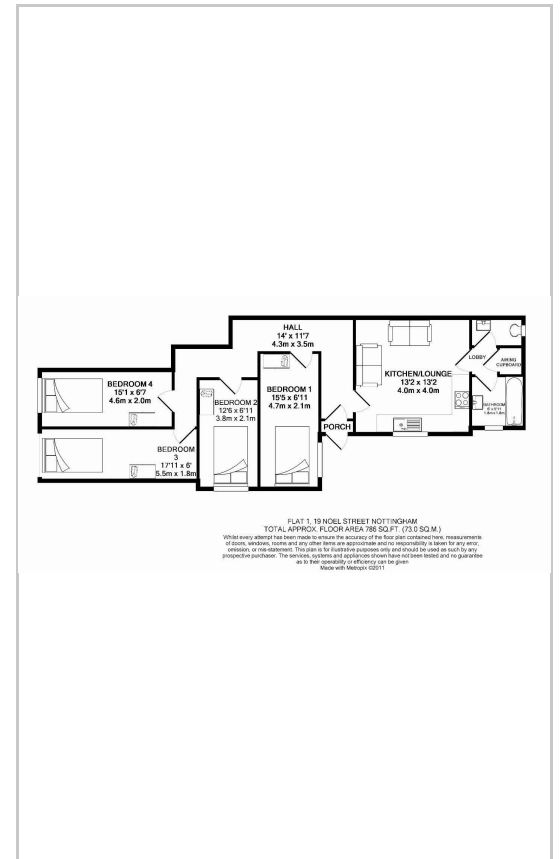 HALL
14' x 11'7
4.3m x 3.5m
KITCHEN/LOUNGE
13'2 x 13'2
4.0m x 4.0m
LOBBY
AIRING
CUPBOARD
BATHROOM
6' x 5'11
1.8m x 1.8m
BEDROOM 4
15'1 x 6'7
4.6m x 2.0m
BEDROOM 2
12'6 x 6'11
3.8m x 2.1m
BEDROOM 1
15'5 x 6'11
4.7m x 2.1m
PORCH
BEDROOM
3
17'11 x 6'
5.5m x 1.8m
FLAT 1, 19 NOEL STREET NOTTINGHAM
TOTAL APPROX. FLOOR AREA 786 SQ.FT. (73.0 SQ.M.)
Whilst every attempt has been made to ensure the accuracy of the floor plan contained here, measurements
of doors, windows, rooms and any other items are approximate and no responsibility is taken for any error,
omission, or mis-statement. This plan is for illustrative purposes only and should be used as such by any
prospective purchaser. The services, systems and appliances shown have not been tested and no guarantee
as to their operability or efficiency can be given
Made with Metropix ©2011